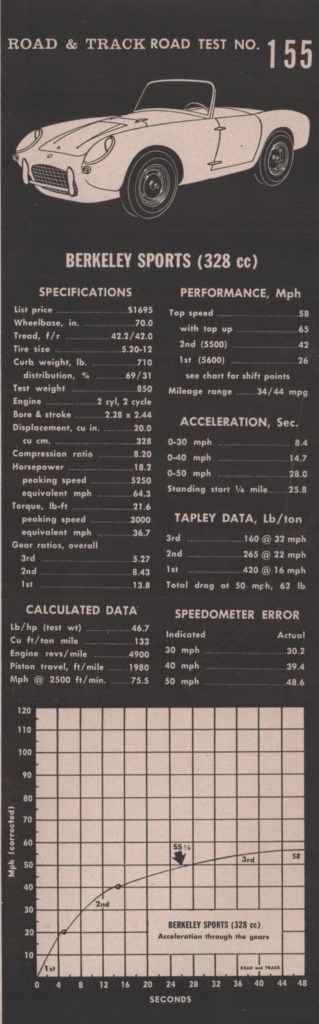 ROAD & TRACK ROAD TEST NO. 155
BERKELEY SPORTS (328 cc)
SPECIFICATIONS
List price $1695
Wheelbase, in. 70.0
Tread, f/r 42.2/42.0
Tire size 5.20-12
Curb weight, lb. 710
distribution, % 69/31
Test weight 850
Engine 2 cyl, 2 cycle
Bore & stroke 2.28 x 2.44
Displacement, cu in. 20.0
cu cm. 328
Compression ratio 8.20
Horsepower 18.2
peaking speed 5250
equivalent mph 64.3
Torque, lb-ft 21.6
peaking speed 3000
equivalent mph 36.7
Gear ratios, overall
3rd 5.27
2nd 8.43
1st 13.8
CALCULATED DATA
Lb/hp (test wt) 46.7
Cu ft/ton mile 133
Engine revs/mile 4900
Piston travel, ft/mile 1980
Mph @ 2500 ft/min. 75.5
PERFORMANCE, Mph
Top speed 58
with top up 65
2nd (5500) 42
1st (5600) 26
see chart for shift points
Mileage range 34/44 mpg
ACCELERATION, Sec.
0-30 mph 8.4
0-40 mph 14.7
0-50 mph 28.0
Standing start ¼ mile 25.8
TAPLEY DATA, Lb/ton
3rd 160 @ 32 mph
2nd 265 @ 22 mph
1st 420 @ 16 mph
Total drag at 50 mph, 62 lb
SPEEDOMETER ERROR
Indicated Actual
30 mph 30.2
40 mph 39.4
50 mph 48.6
120
110
100
90
80
70
60
50
40
30
20
10
Mph (corrected)
SS ¼
58
3rd
2nd
1st
BERKELEY SPORTS (328 cc)
Acceleration through the gears
ROAD and TRACK
0 4 8 12 16 20 24 28 32 36 40 44 48
SECONDS